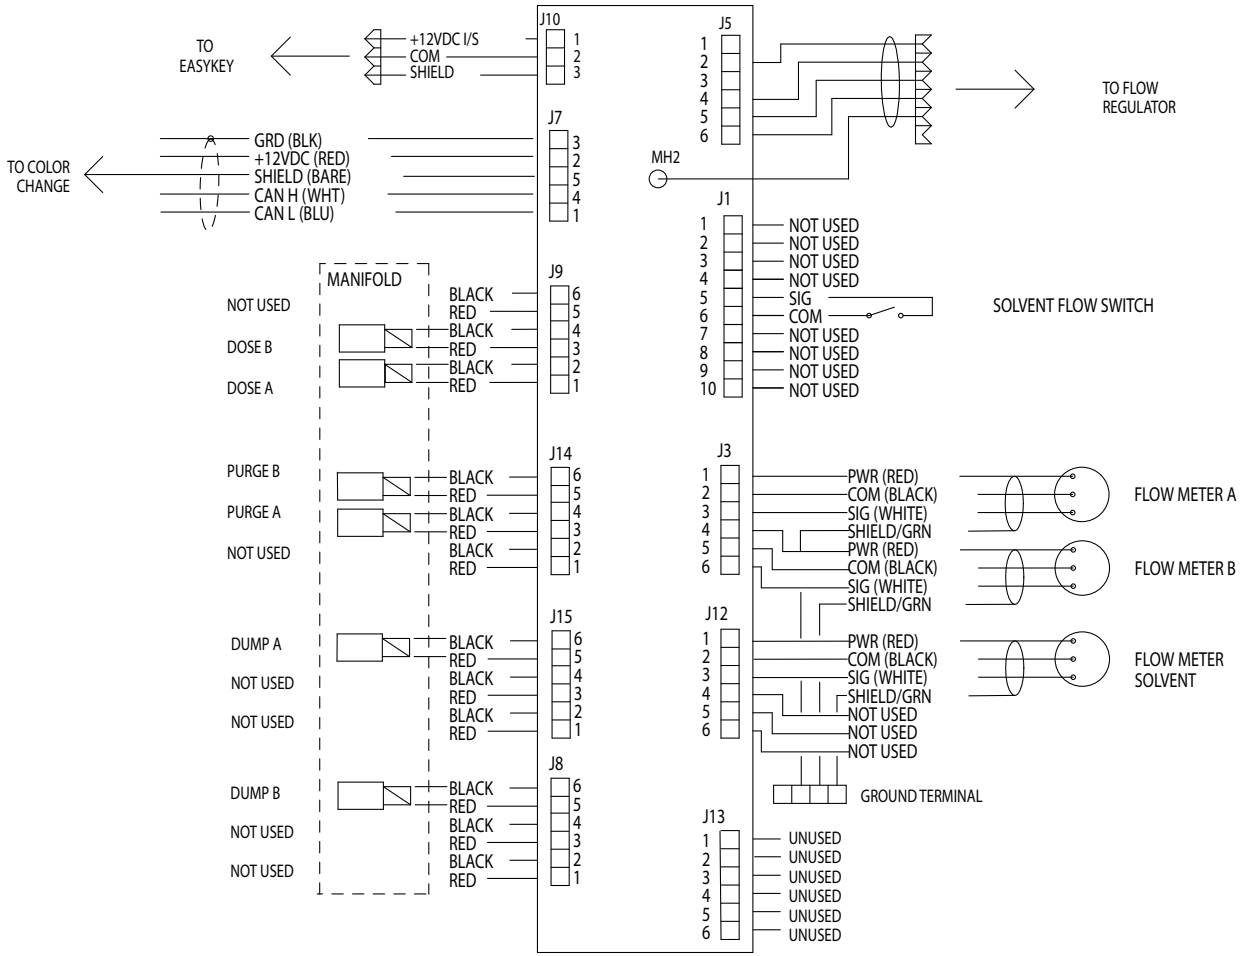 J10
+12VDC I/S 1
COM 2
SHIELD 3
TO
EASYKEY
J7
GRD (BLK) 3
+12VDC (RED) 2
SHIELD (BARE) 5
CAN H (WHT) 4
CAN L (BLU) 1
TO COLOR
CHANGE
MANIFOLD
J9
BLACK 6
NOT USED
RED 5
BLACK 4
DOSE B
RED 3
BLACK 2
DOSE A
RED 1
J14
PURGE B
BLACK 6
RED 5
PURGE A
BLACK 4
RED 3
NOT USED
BLACK 2
RED 1
J15
DUMP A
BLACK 6
RED 5
NOT USED
BLACK 4
RED 3
NOT USED
BLACK 2
RED 1
J8
DUMP B
BLACK 6
RED 5
NOT USED
BLACK 4
RED 3
NOT USED
BLACK 2
RED 1
J5
1
2
3
4
5
6
TO FLOW
REGULATOR
MH2
J1
1 NOT USED
2 NOT USED
3 NOT USED
4 NOT USED
5 SIG
6 COM
7 NOT USED
8 NOT USED
9 NOT USED
10 NOT USED
SOLVENT FLOW SWITCH
J3
1 PWR (RED)
2 COM (BLACK)
3 SIG (WHITE)
4 SHIELD/GRN
5 PWR (RED)
6 COM (BLACK)
SIG (WHITE)
SHIELD/GRN
FLOW METER A
FLOW METER B
J12
1 PWR (RED)
2 COM (BLACK)
3 SIG (WHITE)
4 SHIELD/GRN
5 NOT USED
6 NOT USED
NOT USED
FLOW METER
SOLVENT
GROUND TERMINAL
J13
1 UNUSED
2 UNUSED
3 UNUSED
4 UNUSED
5 UNUSED
6 UNUSED